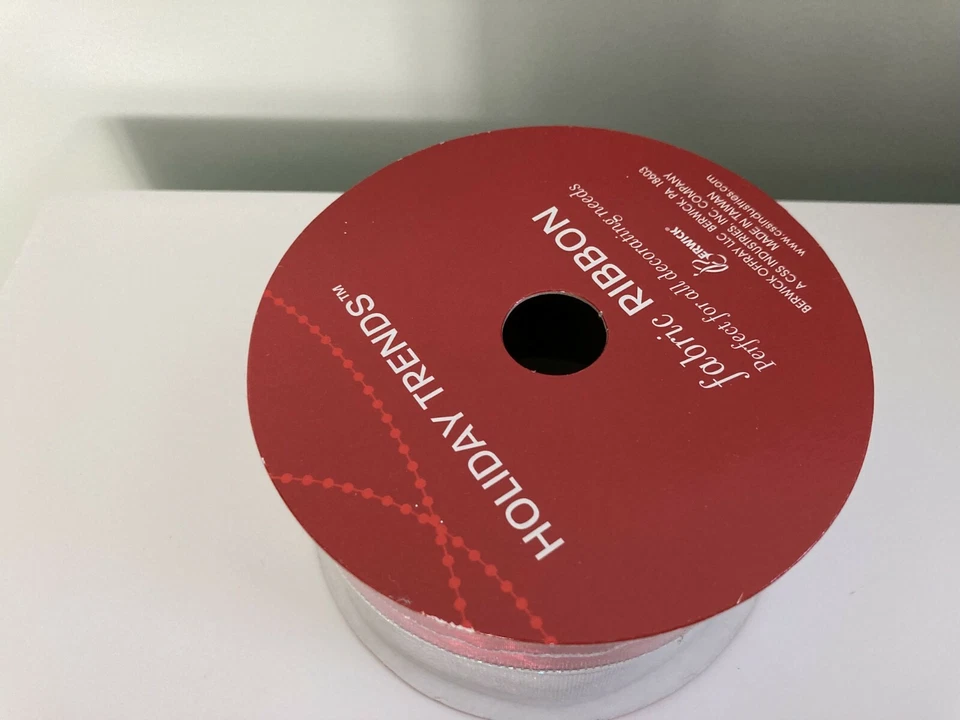 HOLIDAY TRENDS™
fabric RIBBON
Perfect for all decorating needs
BERWICK®
BERWICK OFFRAY LLC BERWICK, PA 18603
A CSS INDUSTRIES INC. COMPANY
MADE IN TAIWAN
www.cssindustries.com